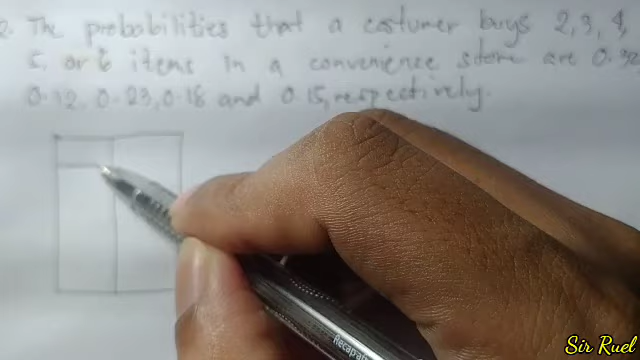 2. The probabilities that a costumer buys 2, 3, 4,
5, or 6 items in a convenience store are 0.32
0.12, 0.23, 0.18 and 0.15, respectively.
Recapat
Sir Ruel